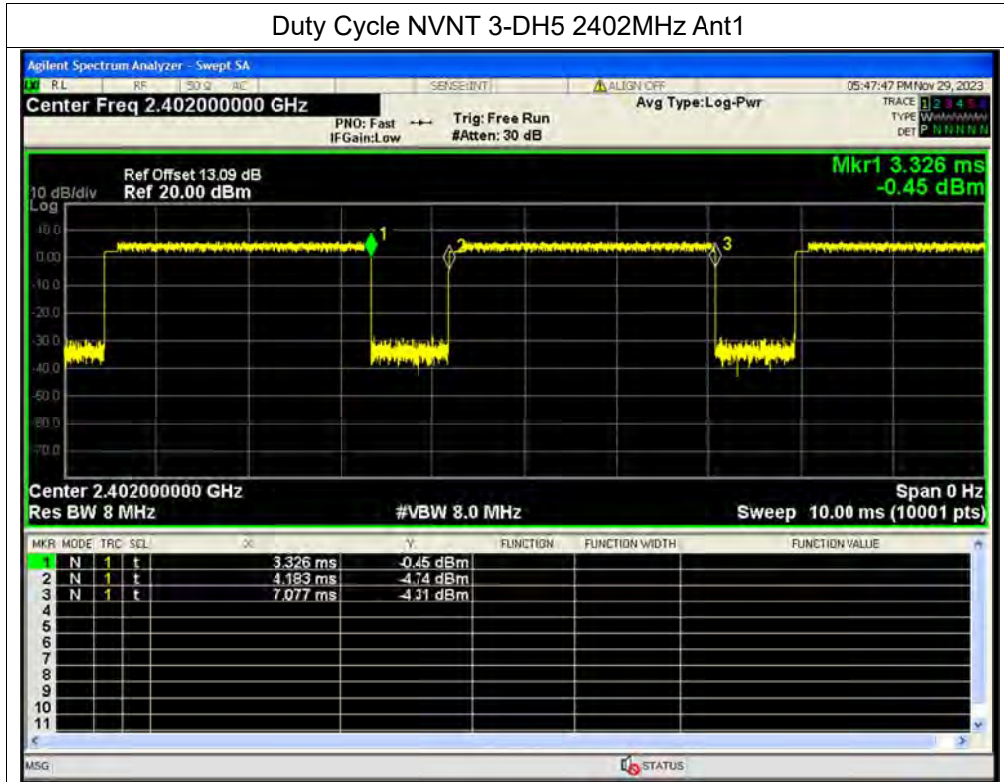 Duty Cycle NVNT 3-DH5 2402MHz Ant1
Agilent Spectrum Analyzer - Swept SA
RL RF 50 Ω AC SENSE:INT ALIGN OFF 05:47:47 PM Nov 29, 2023
Center Freq 2.402000000 GHz Avg Type:Log-Pwr TRACE 1 2 3 4 5 6
PNO: Fast Trig: Free Run TYPE W
IFGain:Low #Atten: 30 dB DET P N N N N N
Mkr1 3.326 ms
Ref Offset 13.09 dB
10 dB/div Ref 20.00 dBm -0.45 dBm
Log
10.0
1
2
3
0.00
-10.0
-20.0
-30.0
-40.0
-50.0
-60.0
-70.0
Center 2.402000000 GHz Span 0 Hz
Res BW 8 MHz #VBW 8.0 MHz Sweep 10.00 ms (10001 pts)
MKR MODE TRC SCL X Y FUNCTION FUNCTION WIDTH FUNCTION VALUE
1 N 1 t 3.326 ms -0.45 dBm
2 N 1 t 4.183 ms -4.74 dBm
3 N 1 t 7.077 ms dBm
4
5
6
7
8
9
10
11
MSG STATUS